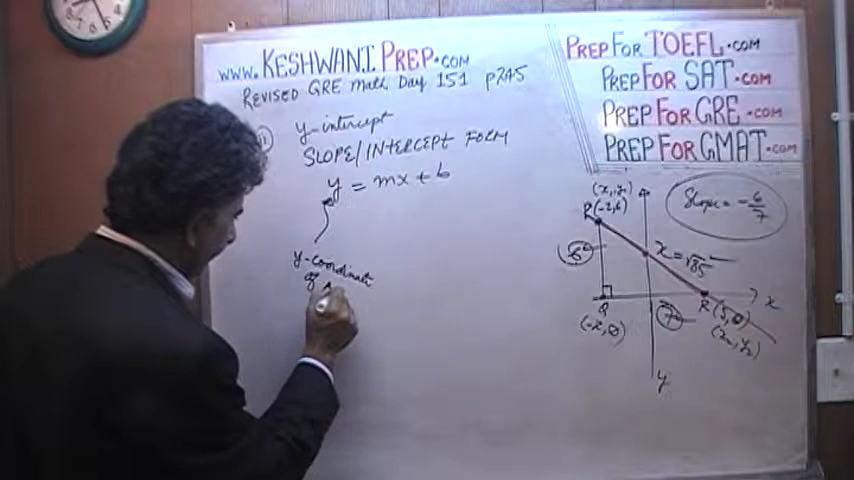 www.KESHWANIPREP.COM
REVISED GRE Math Day 151 p245
y-intercept
SLOPE/INTERCEPT FORM
y = mx + b
y-coordinate
of
PREPFORTOEFL.COM
PREPFORSAT.COM
PREPFORGRE.COM
PREPFORGMAT.COM
Slope = -6/7
(x₁, y₁)
R(-2,6)
6
x = √85
x
R(5,0)
(x₂, y₂)
Q
(-2,0)
7
y